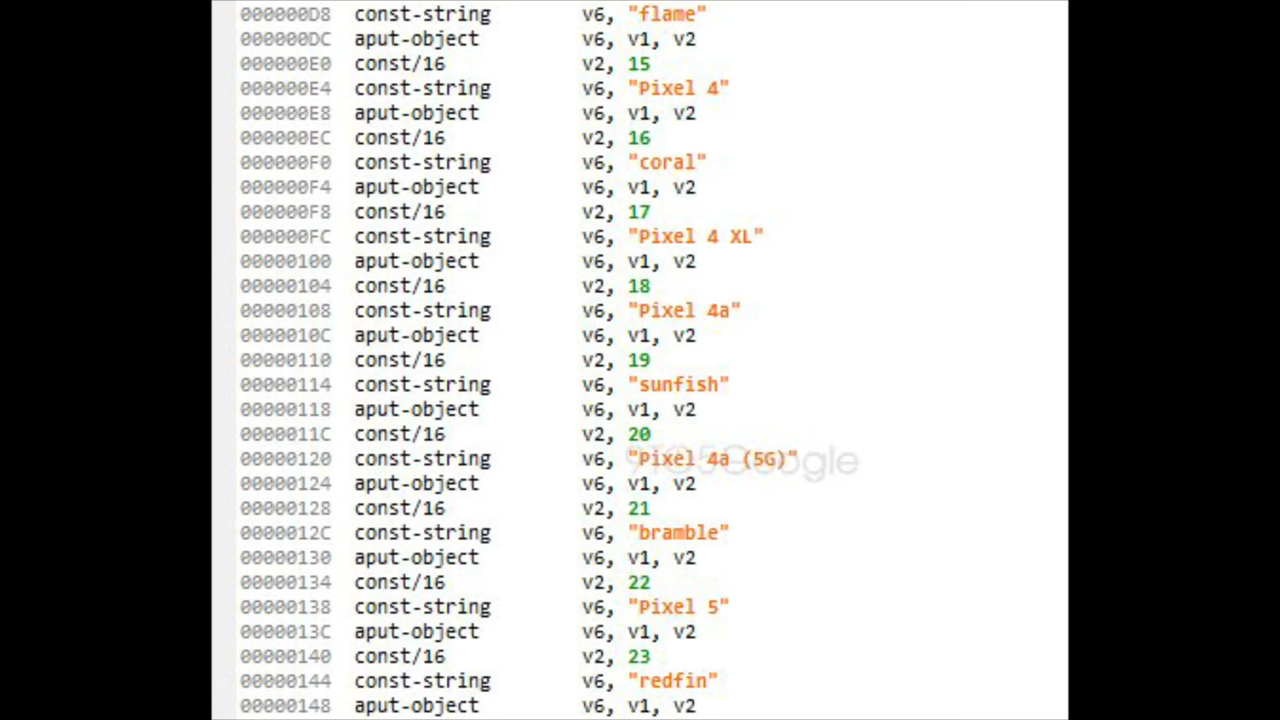 000000D8 const-string v6, "flame"
000000DC aput-object v6, v1, v2
000000E0 const/16 v2, 15
000000E4 const-string v6, "Pixel 4"
000000E8 aput-object v6, v1, v2
000000EC const/16 v2, 16
000000F0 const-string v6, "coral"
000000F4 aput-object v6, v1, v2
000000F8 const/16 v2, 17
000000FC const-string v6, "Pixel 4 XL"
00000100 aput-object v6, v1, v2
00000104 const/16 v2, 18
00000108 const-string v6, "Pixel 4a"
0000010C aput-object v6, v1, v2
00000110 const/16 v2, 19
00000114 const-string v6, "sunfish"
00000118 aput-object v6, v1, v2
0000011C const/16 v2, 20
00000120 const-string v6, "Pixel 4a (5G)"
9TO5Google
00000124 aput-object v6, v1, v2
00000128 const/16 v2, 21
0000012C const-string v6, "bramble"
00000130 aput-object v6, v1, v2
00000134 const/16 v2, 22
00000138 const-string v6, "Pixel 5"
0000013C aput-object v6, v1, v2
00000140 const/16 v2, 23
00000144 const-string v6, "redfin"
00000148 aput-object v6, v1, v2